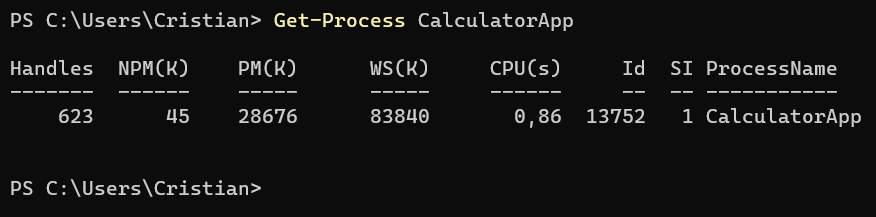 PS C:\Users\Cristian> Get-Process CalculatorApp
Handles  NPM(K)    PM(K)      WS(K)     CPU(s)     Id  SI ProcessName
-------  ------    -----      -----     ------     --  -- -----------
    623      45    28676      83840       0,86  13752   1 CalculatorApp
PS C:\Users\Cristian>